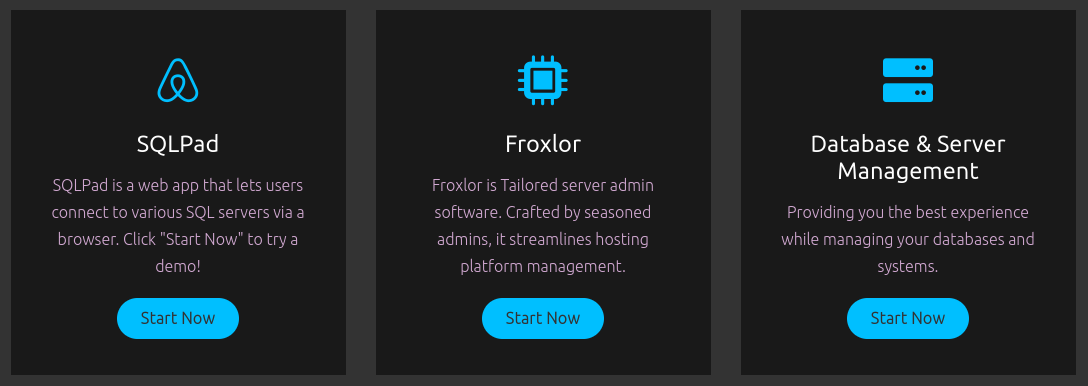 SQLPad
SQLPad is a web app that lets users
connect to various SQL servers via a
browser. Click "Start Now" to try a
demo!
Start Now
Froxlor
Froxlor is Tailored server admin
software. Crafted by seasoned
admins, it streamlines hosting
platform management.
Start Now
Database & Server
Management
Providing you the best experience
while managing your databases and
systems.
Start Now